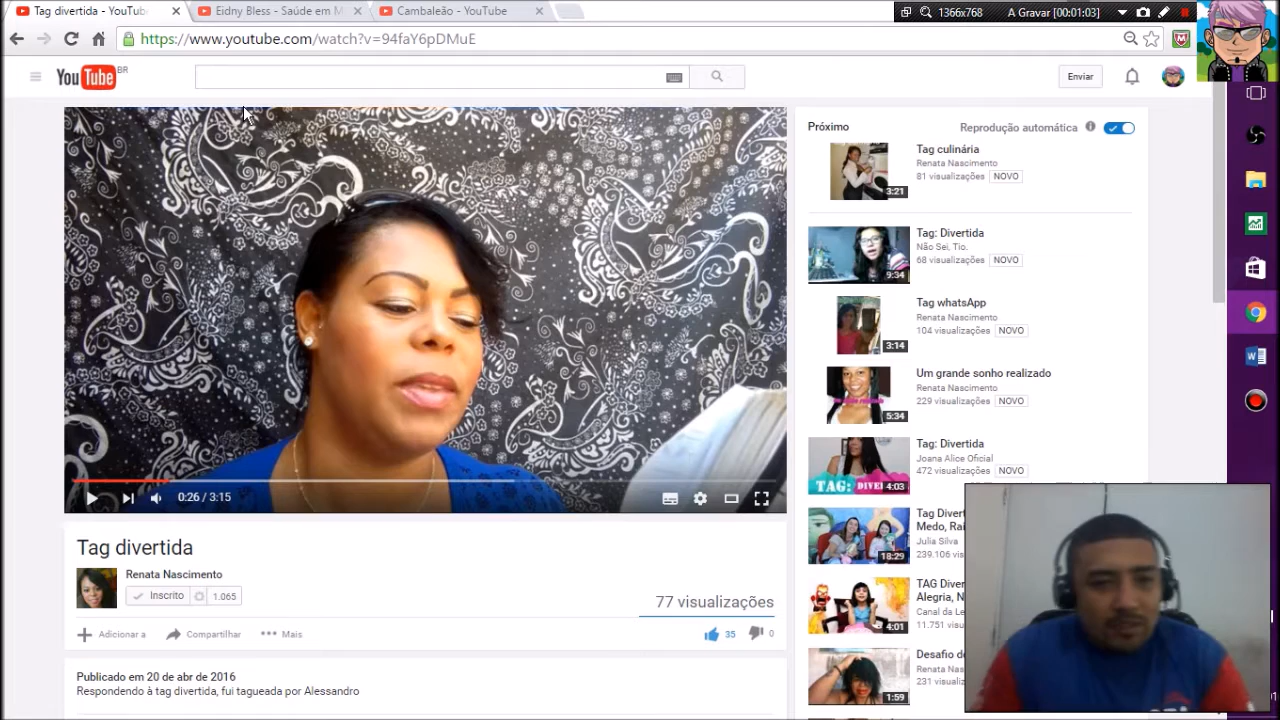 Tag divertida - YouTub
Eidny Bless - Saúde em M
Cambaleão - YouTube
1366x768
A Gravar [00:01:03]
https://www.youtube.com/watch?v=94faY6pDMuE
YouTube BR
Enviar
Próximo
Reprodução automática
Tag culinária
Renata Nascimento
81 visualizações NOVO
3:21
Tag: Divertida
Não Sei, Tio.
68 visualizações NOVO
9:34
Tag whatsApp
Renata Nascimento
104 visualizações NOVO
3:14
Um grande sonho realizado
Renata Nascimento
229 visualizações NOVO
5:34
Tag: Divertida
Joana Alice Oficial
472 visualizações NOVO
TAG: DIVE
4:03
Tag Divert
Medo, Rai
Julia Silva
239.106 vis
18:29
TAG Diver
Alegria, N
Canal da Le
11.751 visu
4:01
Desafio de
Renata Nas
231 visuali
1:59
0:26 / 3:15
Tag divertida
Renata Nascimento
Inscrito 1.065
77 visualizações
Adicionar a
Compartilhar
Mais
35
0
Publicado em 20 de abr de 2016
Respondendo à tag divertida, fui tagueada por Alessandro